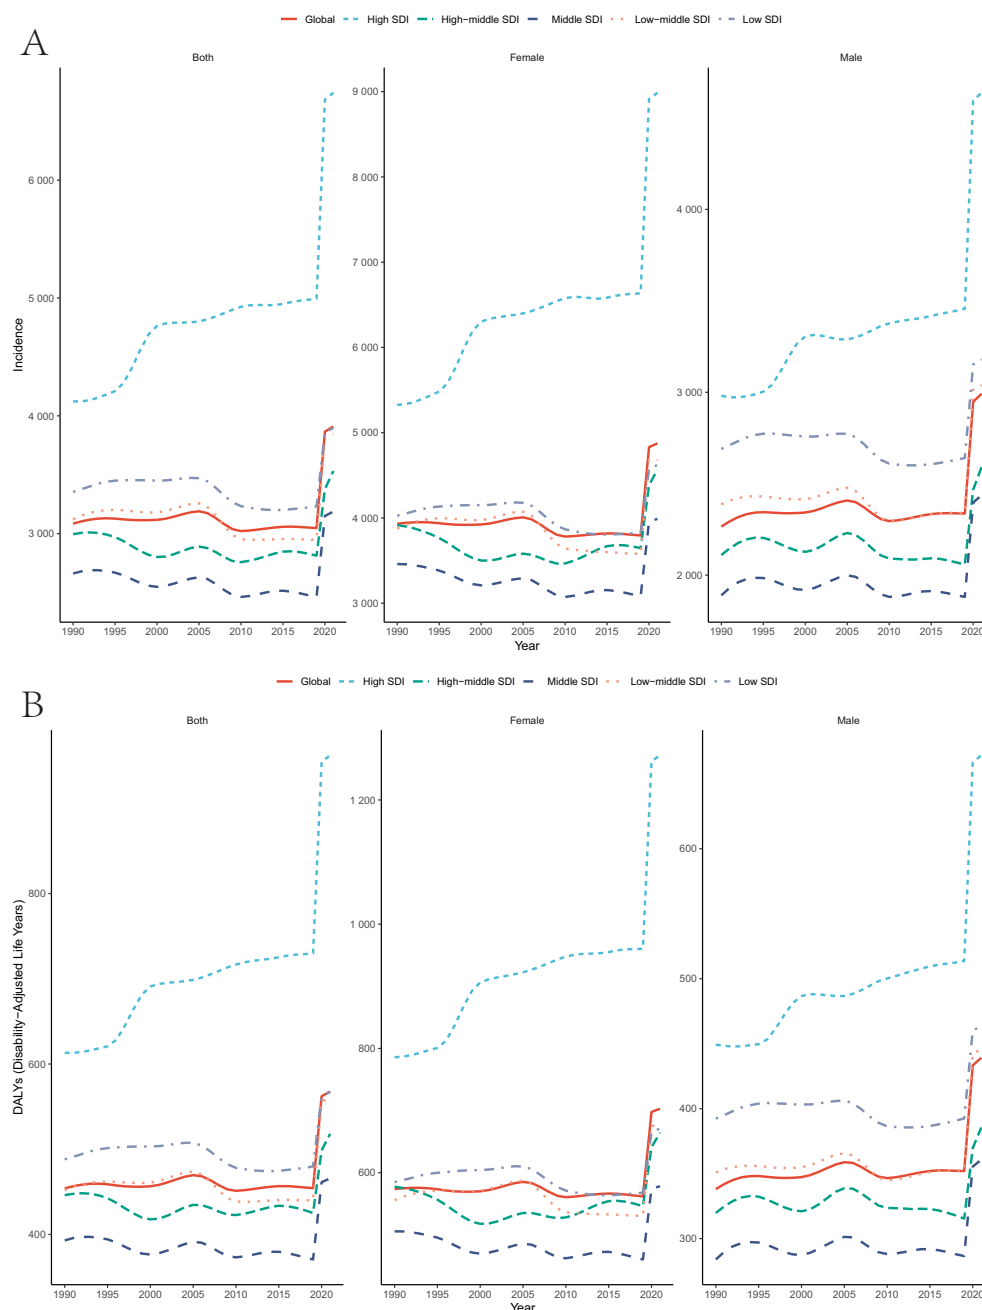 Global High SDI High−middle SDI Middle SDI Low−middle SDI Low SDI
A
Both Female Male
Incidence
6 000
5 000
4 000
3 000
9 000
8 000
7 000
6 000
5 000
4 000
3 000
4 000
3 000
2 000
1990 1995 2000 2005 2010 2015 2020
1990 1995 2000 2005 2010 2015 2020
1990 1995 2000 2005 2010 2015 2020
Year
Global High SDI High−middle SDI Middle SDI Low−middle SDI Low SDI
B
Both Female Male
DALYs (Disability−Adjusted Life Years)
800
600
400
1 200
1 000
800
600
600
500
400
300
1990 1995 2000 2005 2010 2015 2020
1990 1995 2000 2005 2010 2015 2020
1990 1995 2000 2005 2010 2015 2020
Year